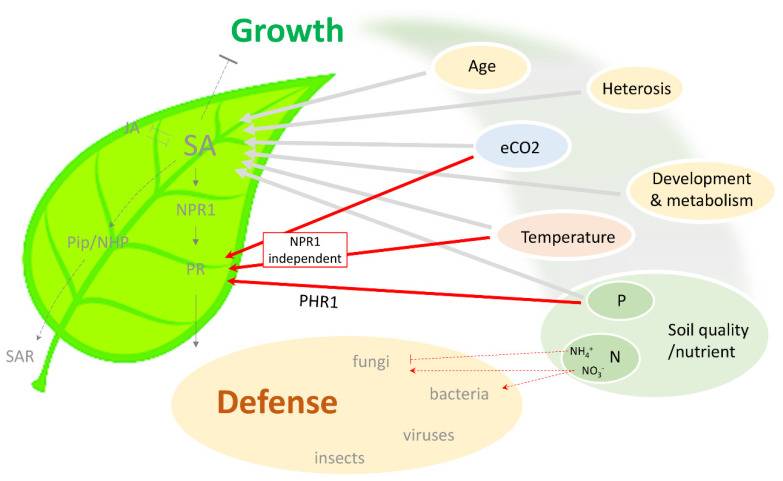 Growth
Age
Heterosis
JA
SA
eCO2
Development
& metabolism
NPR1
Pip/NHP
NPR1
independent
Temperature
PR
PHR1
P
Soil quality
/nutrient
SAR
fungi
NH₄⁺
N
NO₃⁻
Defense
bacteria
viruses
insects